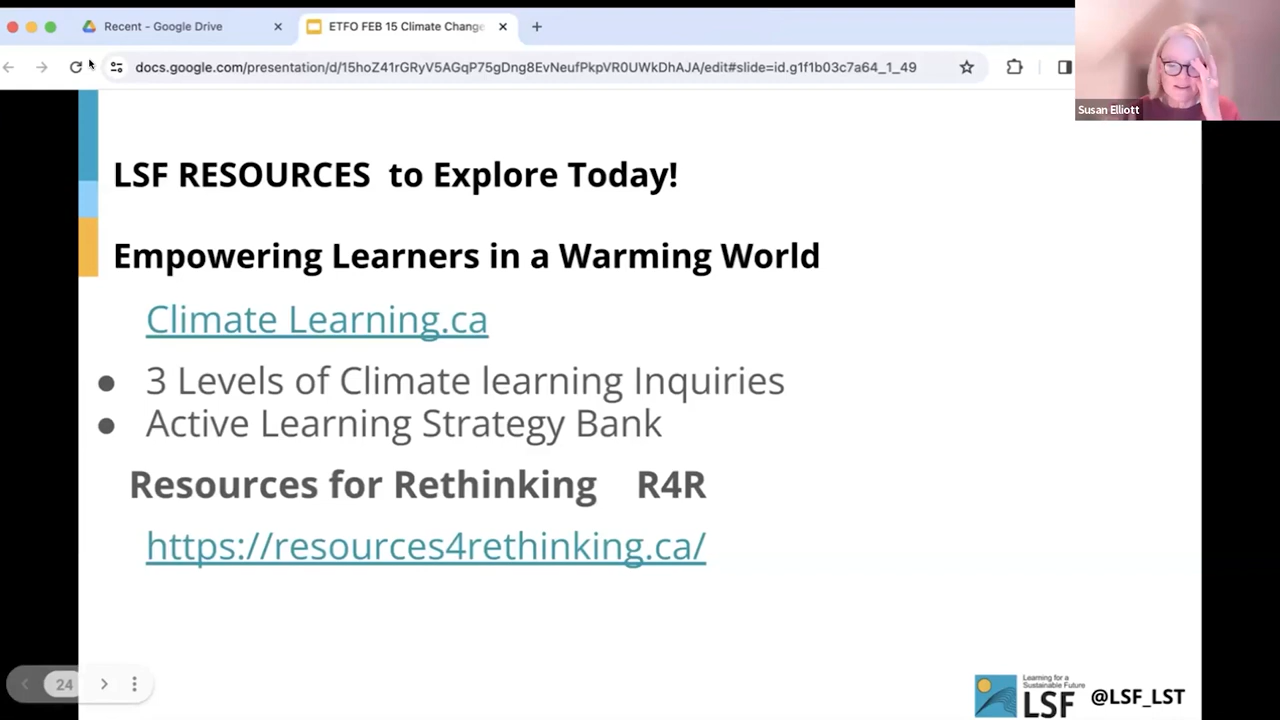 Recent - Google Drive
ETFO FEB 15 Climate Change
docs.google.com/presentation/d/15hoZ41rGRyV5AGqP75gDng8EvNeufPkpVR0UWkDhAJA/edit#slide=id.g1f1b03c7a64_1_49
Susan Elliott
LSF RESOURCES to Explore Today!
Empowering Learners in a Warming World
Climate Learning.ca
● 3 Levels of Climate learning Inquiries
● Active Learning Strategy Bank
Resources for Rethinking R4R
https://resources4rethinking.ca/
24
Learning for a
Sustainable Future
LSF
@LSF_LST